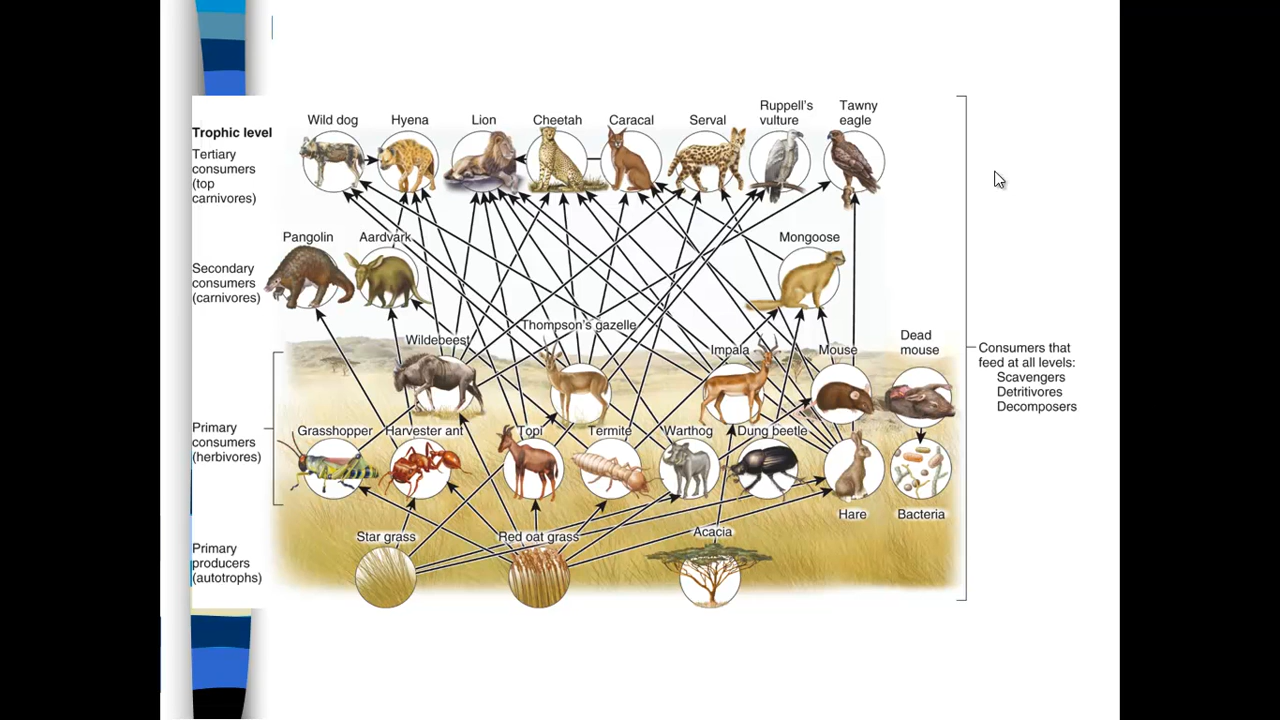 Trophic level
Tertiary
consumers
(top
carnivores)
Wild dog
Hyena
Lion
Cheetah
Caracal
Serval
Ruppell's
vulture
Tawny
eagle
Secondary
consumers
(carnivores)
Pangolin
Aardvark
Mongoose
Primary
consumers
(herbivores)
Wildebeest
Thompson's gazelle
Impala
Mouse
Dead
mouse
Grasshopper
Harvester ant
Topi
Termite
Warthog
Dung beetle
Hare
Bacteria
Primary
producers
(autotrophs)
Star grass
Red oat grass
Acacia
Consumers that
feed at all levels:
Scavengers
Detritivores
Decomposers